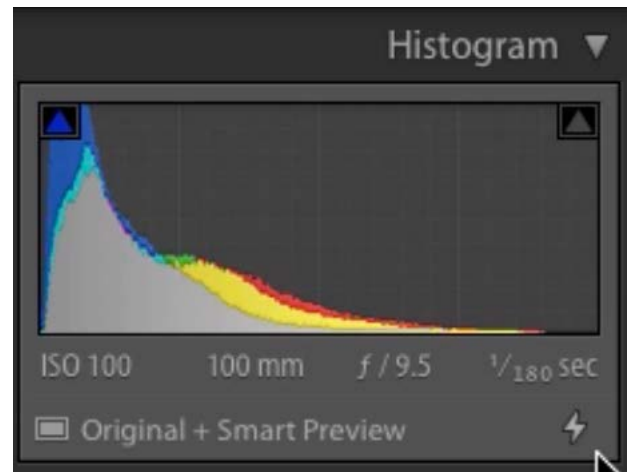 Histogram
ISO 100 100 mm ƒ / 9.5 1/180 sec
Original + Smart Preview